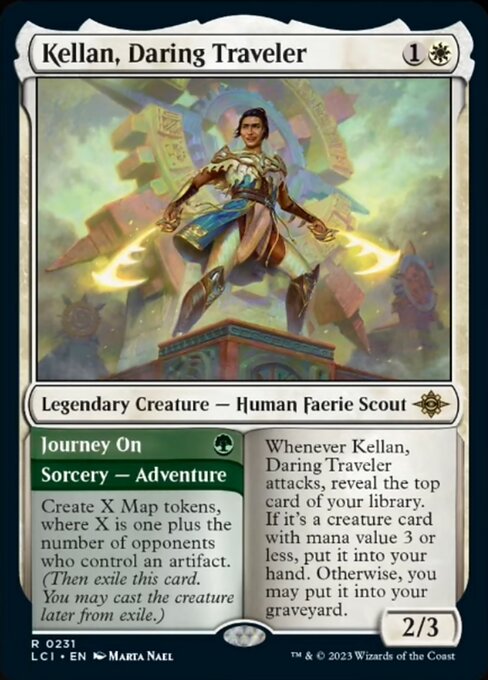 Kellan, Daring Traveler 1
Legendary Creature — Human Faerie Scout
Journey On
Sorcery — Adventure
Create X Map tokens,
where X is one plus the
number of opponents
who control an artifact.
(Then exile this card.
You may cast the creature
later from exile.)
Whenever Kellan,
Daring Traveler
attacks, reveal the top
card of your library.
If it's a creature card
with mana value 3 or
less, put it into your
hand. Otherwise, you
may put it into your
graveyard.
2/3
R 0231
LCI • EN Marta Nael
™ & © 2023 Wizards of the Coast